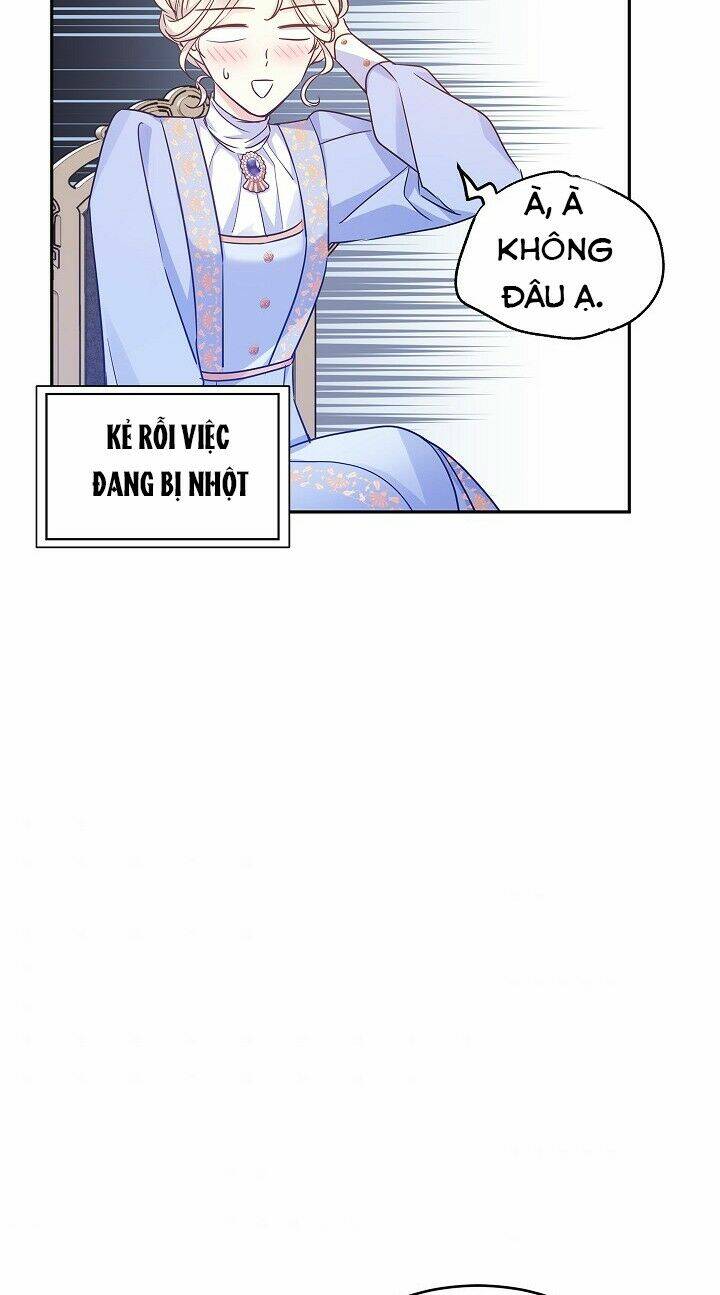 À, À
KHÔNG
ĐÂU Ạ.
KẺ RỖI VIỆC
ĐANG BỊ NHỘT